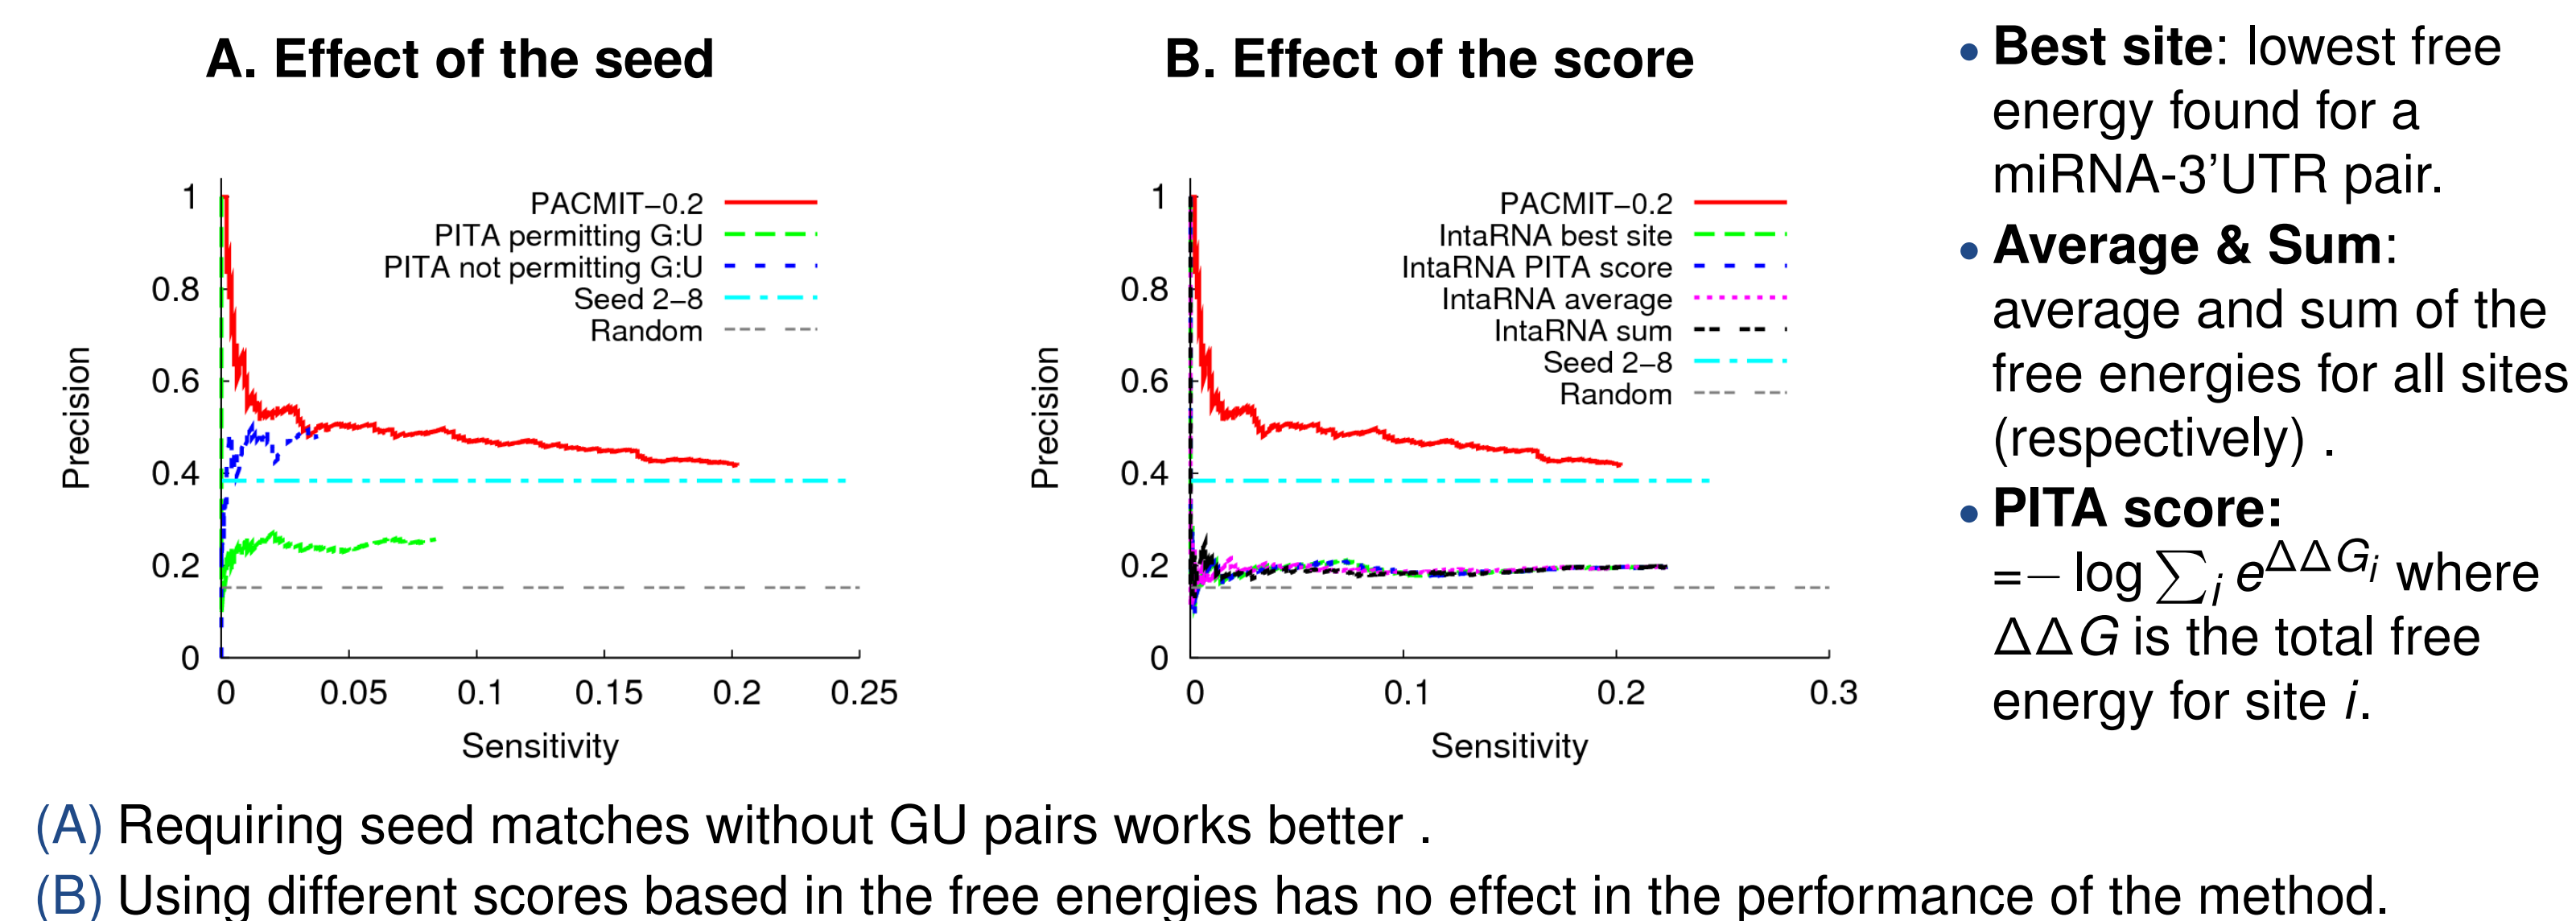 A. Effect of the seed
1
0.8
0.6
0.4
0.2
0
Precision
PACMIT−0.2
PITA permitting G:U
PITA not permitting G:U
Seed 2−8
Random
0 0.05 0.1 0.15 0.2 0.25
Sensitivity
B. Effect of the score
1
0.8
0.6
0.4
0.2
0
Precision
PACMIT−0.2
IntaRNA best site
IntaRNA PITA score
IntaRNA average
IntaRNA sum
Seed 2−8
Random
0 0.1 0.2 0.3
Sensitivity
• Best site: lowest free
energy found for a
miRNA-3’UTR pair.
• Average & Sum:
average and sum of the
free energies for all sites
(respectively) .
• PITA score:
=− log ∑i e^ΔΔGi where
ΔΔG is the total free
energy for site i.
(A) Requiring seed matches without GU pairs works better .
(B) Using different scores based in the free energies has no effect in the performance of the method.